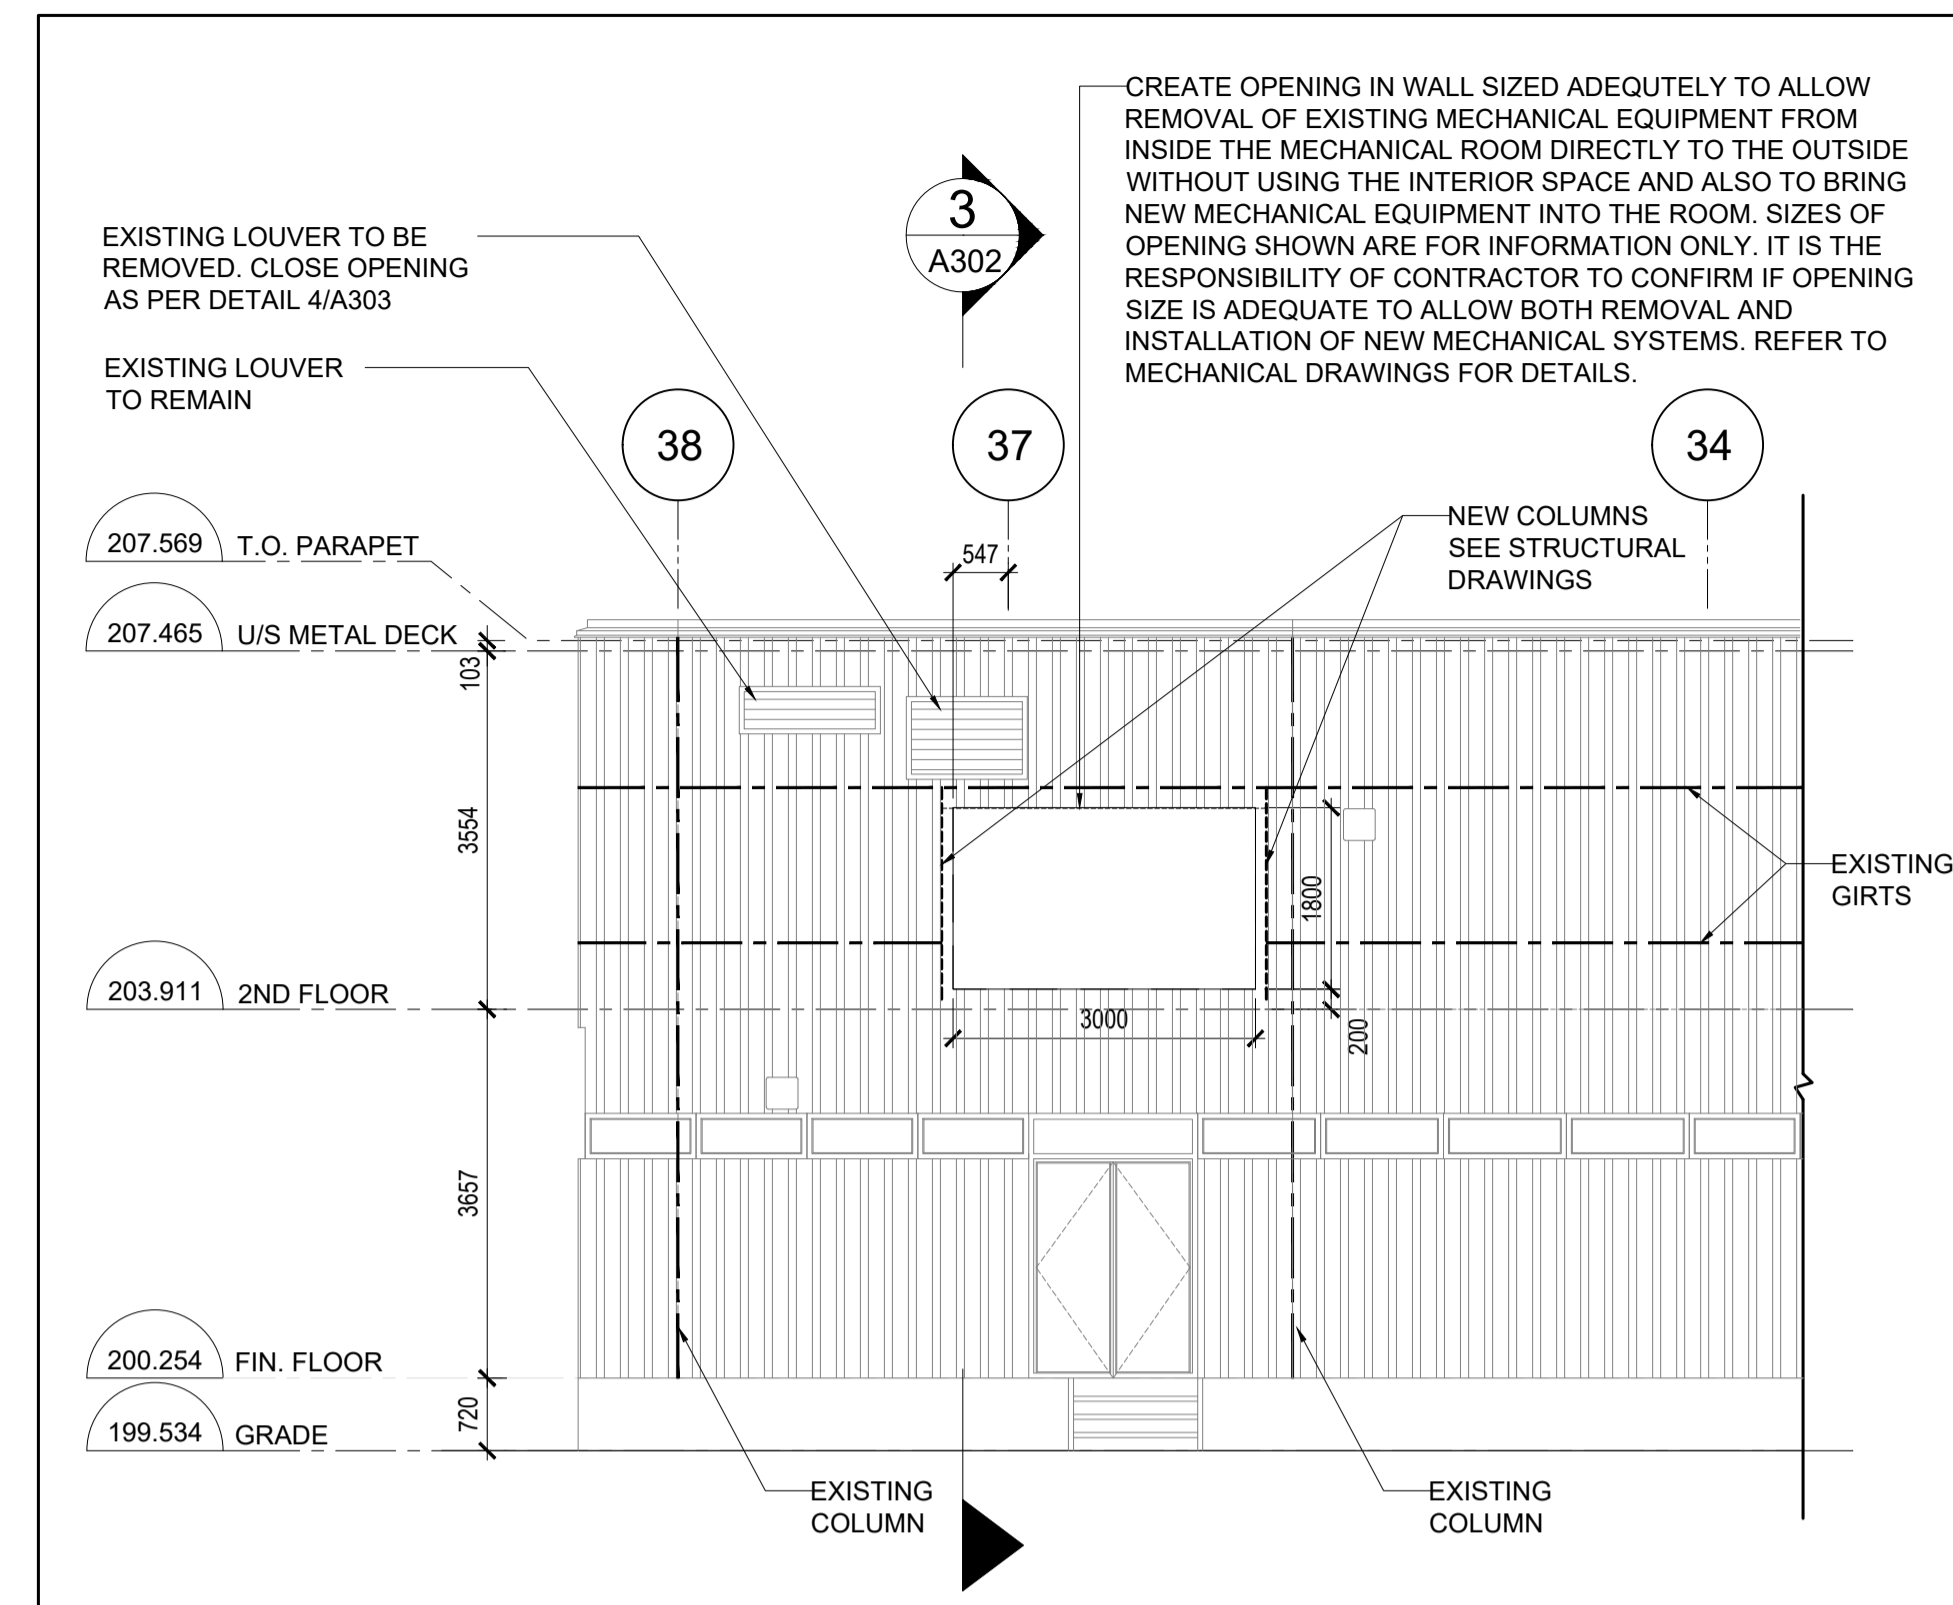 CREATE OPENING IN WALL SIZED ADEQUTELY TO ALLOW
REMOVAL OF EXISTING MECHANICAL EQUIPMENT FROM
INSIDE THE MECHANICAL ROOM DIRECTLY TO THE OUTSIDE
WITHOUT USING THE INTERIOR SPACE AND ALSO TO BRING
NEW MECHANICAL EQUIPMENT INTO THE ROOM. SIZES OF
OPENING SHOWN ARE FOR INFORMATION ONLY. IT IS THE
RESPONSIBILITY OF CONTRACTOR TO CONFIRM IF OPENING
SIZE IS ADEQUATE TO ALLOW BOTH REMOVAL AND
INSTALLATION OF NEW MECHANICAL SYSTEMS. REFER TO
MECHANICAL DRAWINGS FOR DETAILS.
3
A302
EXISTING LOUVER TO BE
REMOVED. CLOSE OPENING
AS PER DETAIL 4/A303
EXISTING LOUVER
TO REMAIN
38
37
34
NEW COLUMNS
SEE STRUCTURAL
DRAWINGS
207.569 T.O. PARAPET
547
207.465 U/S METAL DECK
103
3554
1800
EXISTING
GIRTS
203.911 2ND FLOOR
3000
200
3657
200.254 FIN. FLOOR
720
199.534 GRADE
EXISTING
COLUMN
EXISTING
COLUMN